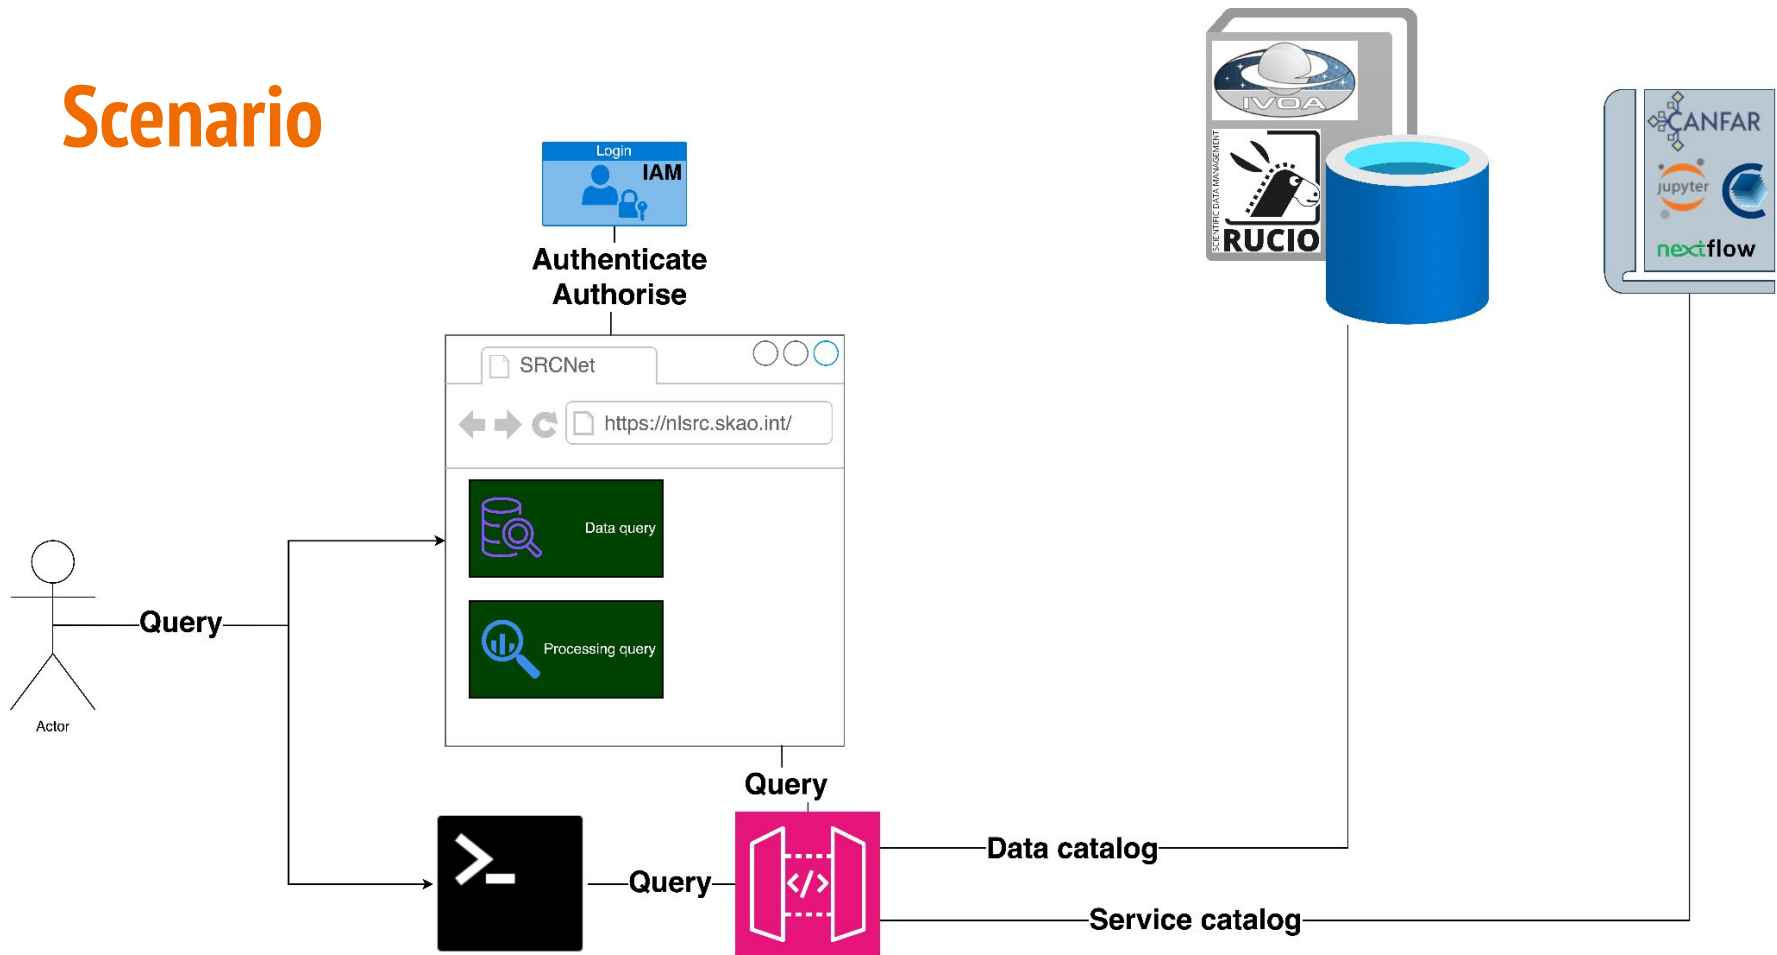 Scenario
Login
IAM
Authenticate
Authorise
SRCNet
https://nlsrc.skao.int/
Data query
Processing query
Query
Actor
Query
Query
>_
</>
Data catalog
Service catalog
IVOA
SCIENTIFIC DATA MANAGEMENT
RUCIO
CANFAR
jupyter
nextflow